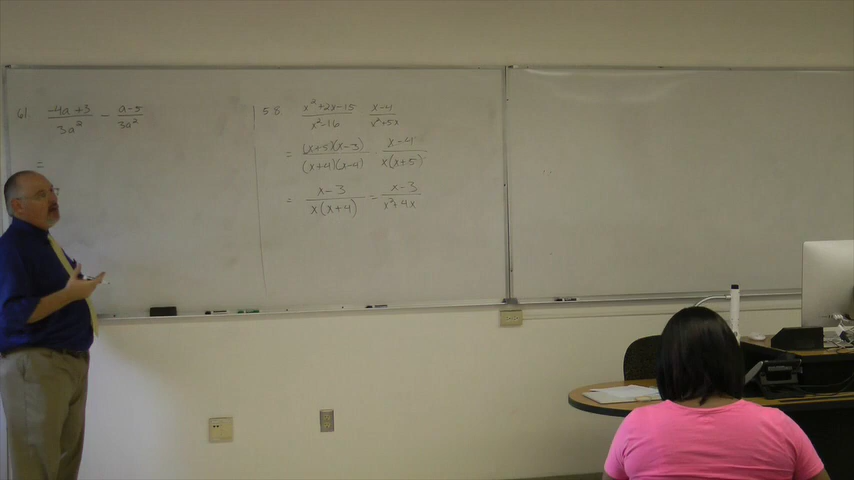 61 (-4a+3)/(3a²) - (a-5)/(3a²)
=
58 (x²+2x-15)/(x²-16) · (x-4)/(x²+5x)
= (x+5)(x-3)/(x+4)(x-4) · (x-4)/(x(x+5))
= (x-3)/(x(x+4)) = (x-3)/(x²+4x)